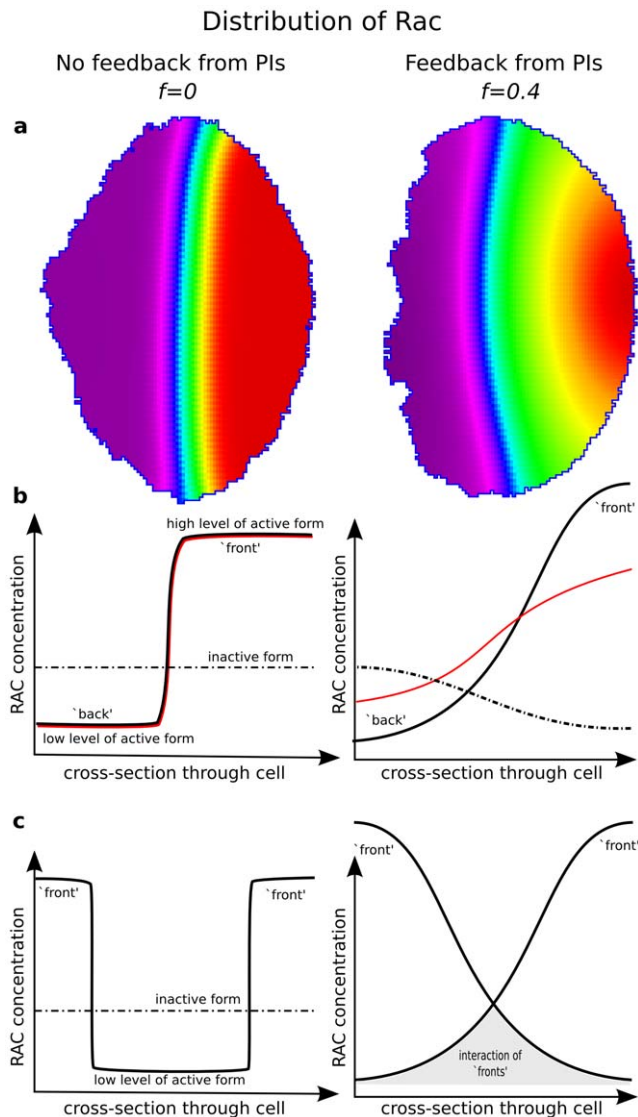 Distribution of Rac
No feedback from PIs
f=0
Feedback from PIs
f=0.4
a
b
RAC concentration
high level of active form
`front'
inactive form
`back'
low level of active form
cross-section through cell
RAC concentration
`front'
`back'
cross-section through cell
c
RAC concentration
`front'
`front'
inactive form
low level of active form
cross-section through cell
RAC concentration
`front'
`front'
interaction of
`fronts'
cross-section through cell